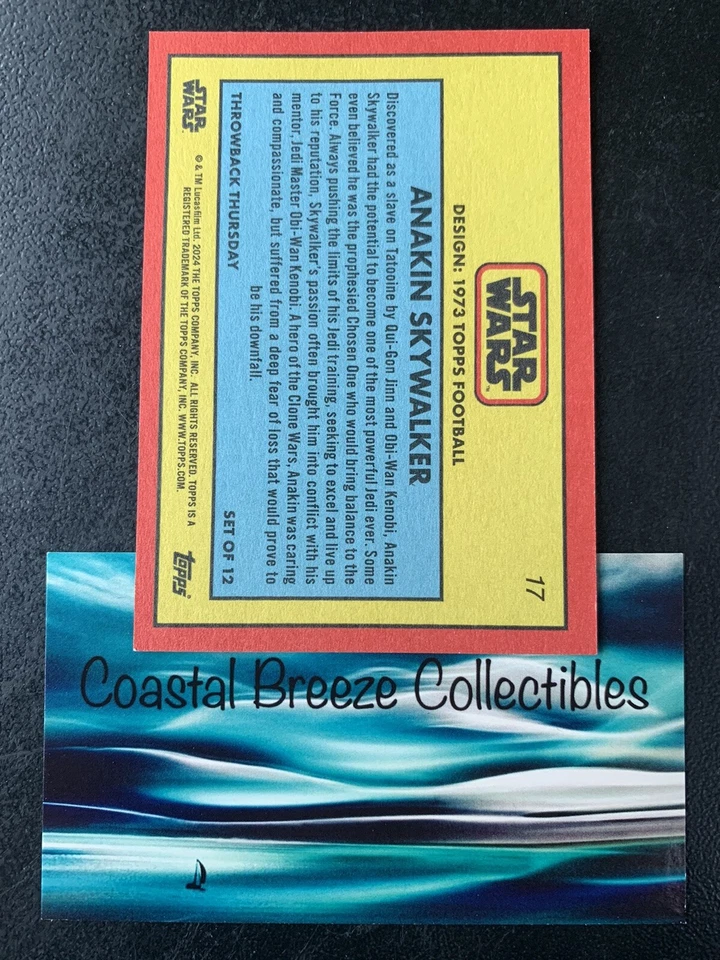 17
STAR
WARS
DESIGN: 1973 TOPPS FOOTBALL
ANAKIN SKYWALKER
Discovered as a slave on Tatooine by Qui-Gon Jinn and Obi-Wan Kenobi, Anakin
Skywalker had the potential to become one of the most powerful Jedi ever. Some
even believed he was the prophesied Chosen One who would bring balance to the
Force. Always pushing the limits of his Jedi training, seeking to excel and live up
to his reputation, Skywalker's passion often brought him into conflict with his
mentor, Jedi Master Obi-Wan Kenobi. A hero of the Clone Wars, Anakin was caring
and compassionate, but suffered from a deep fear of loss that would prove to
be his downfall.
THROWBACK THURSDAY SET OF 12
STAR
WARS
© & TM Lucasfilm Ltd. 2024 THE TOPPS COMPANY, INC. ALL RIGHTS RESERVED. TOPPS IS A
REGISTERED TRADEMARK OF THE TOPPS COMPANY, INC. WWW.TOPPS.COM.
topps
Coastal Breeze Collectibles